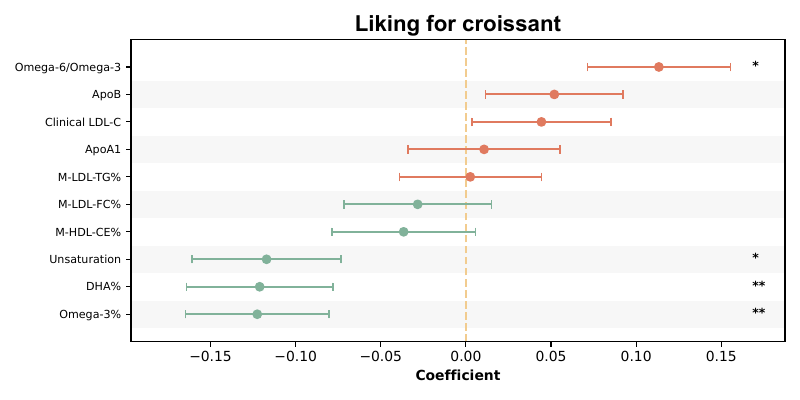 Liking for croissant
Omega-6/Omega-3 *
ApoB
Clinical LDL-C
ApoA1
M-LDL-TG%
M-LDL-FC%
M-HDL-CE%
Unsaturation *
DHA% **
Omega-3% **
−0.15 −0.10 −0.05 0.00 0.05 0.10 0.15
Coefficient